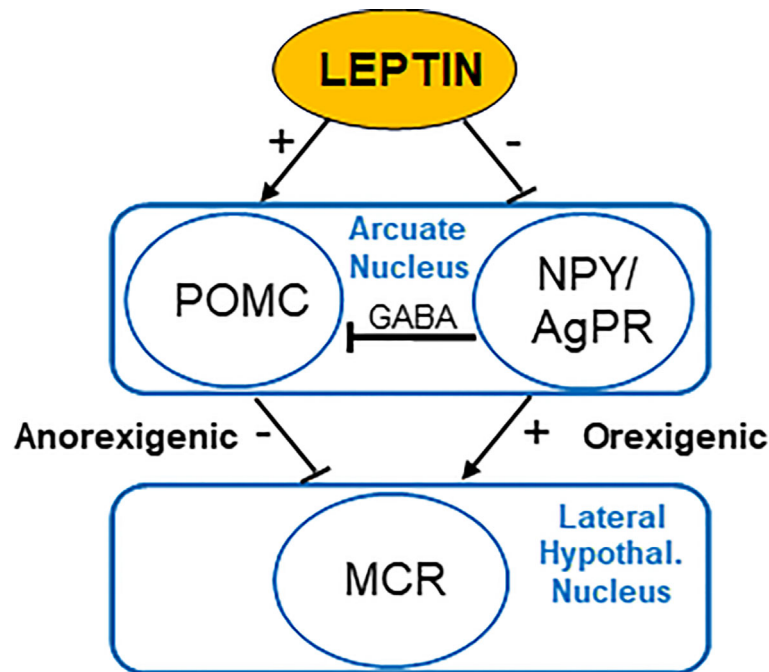 LEPTIN
+
-
Arcuate
Nucleus
POMC
GABA
NPY/
AgPR
Anorexigenic -
+ Orexigenic
Lateral
Hypothal.
Nucleus
MCR